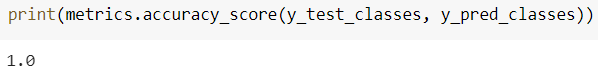 print(metrics.accuracy_score(y_test_classes, y_pred_classes))
1.0